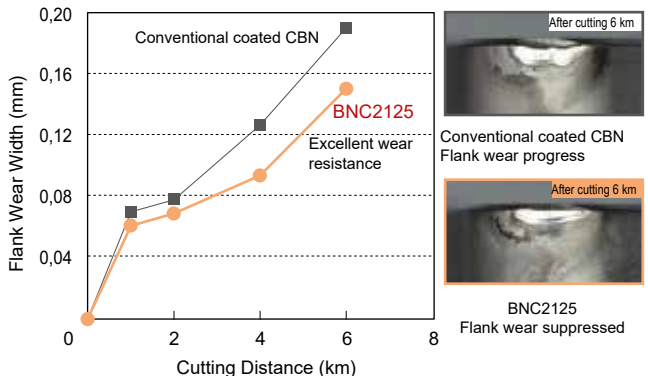 0,20
0,16
0,12
0,08
0,04
0
2
4
6
8
Flank Wear Width (mm)
Cutting Distance (km)
Conventional coated CBN
BNC2125
Excellent wear
resistance
After cutting 6 km
Conventional coated CBN
Flank wear progress
After cutting 6 km
BNC2125
Flank wear suppressed